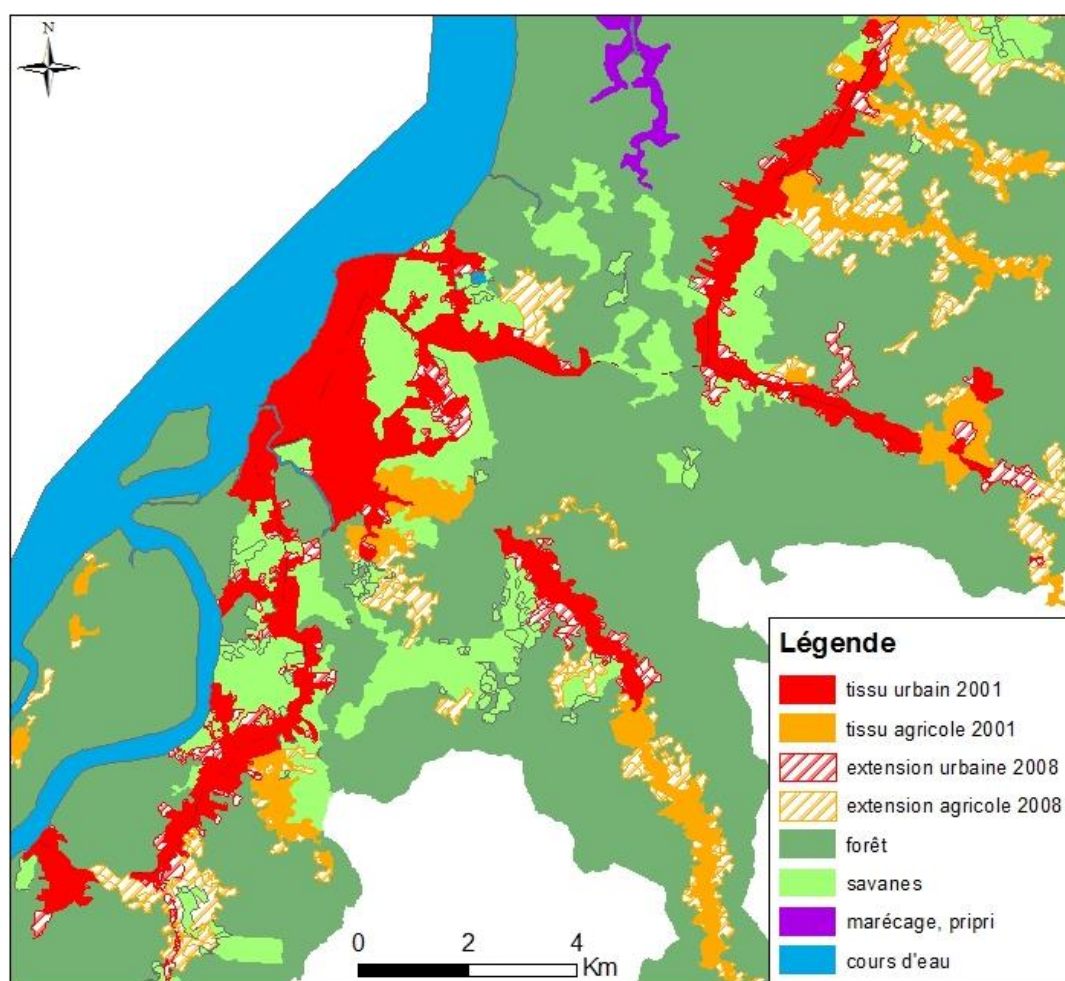 N
Légende
tissu urbain 2001
tissu agricole 2001
extension urbaine 2008
extension agricole 2008
forêt
savanes
marécage, pripri
cours d'eau
0 2 4
Km